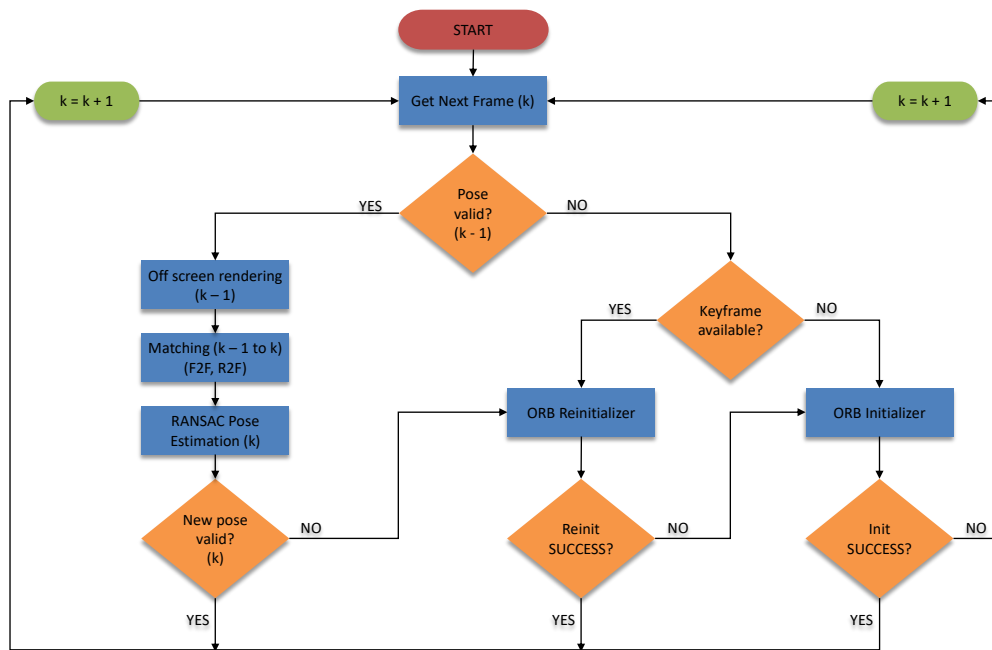 START
k = k + 1
Get Next Frame (k)
k = k + 1
Pose
valid?
(k - 1)
YES
NO
Off screen rendering
(k – 1)
Keyframe
available?
YES
NO
Matching (k – 1 to k)
(F2F, R2F)
RANSAC Pose
Estimation (k)
ORB Reinitializer
ORB Initializer
New pose
valid?
(k)
NO
Reinit
SUCCESS?
NO
Init
SUCCESS?
NO
YES
YES
YES